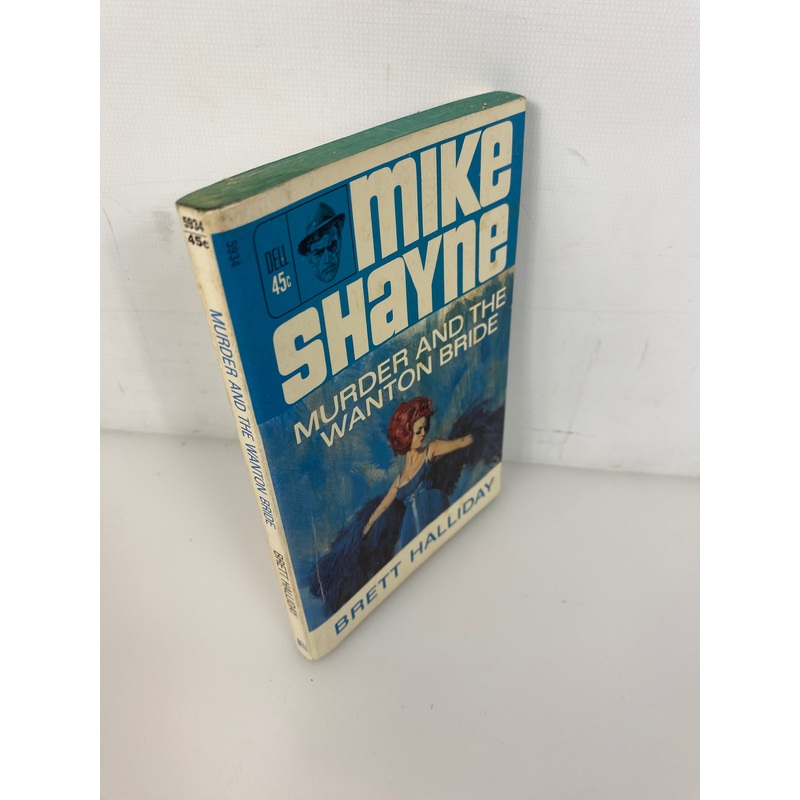 5934
45c
MURDER AND THE WANTON BRIDE
BRETT HALLIDAY
5934
DELL
45c
MIKE
SHAYNE
MURDER AND THE
WANTON BRIDE
BRETT HALLIDAY